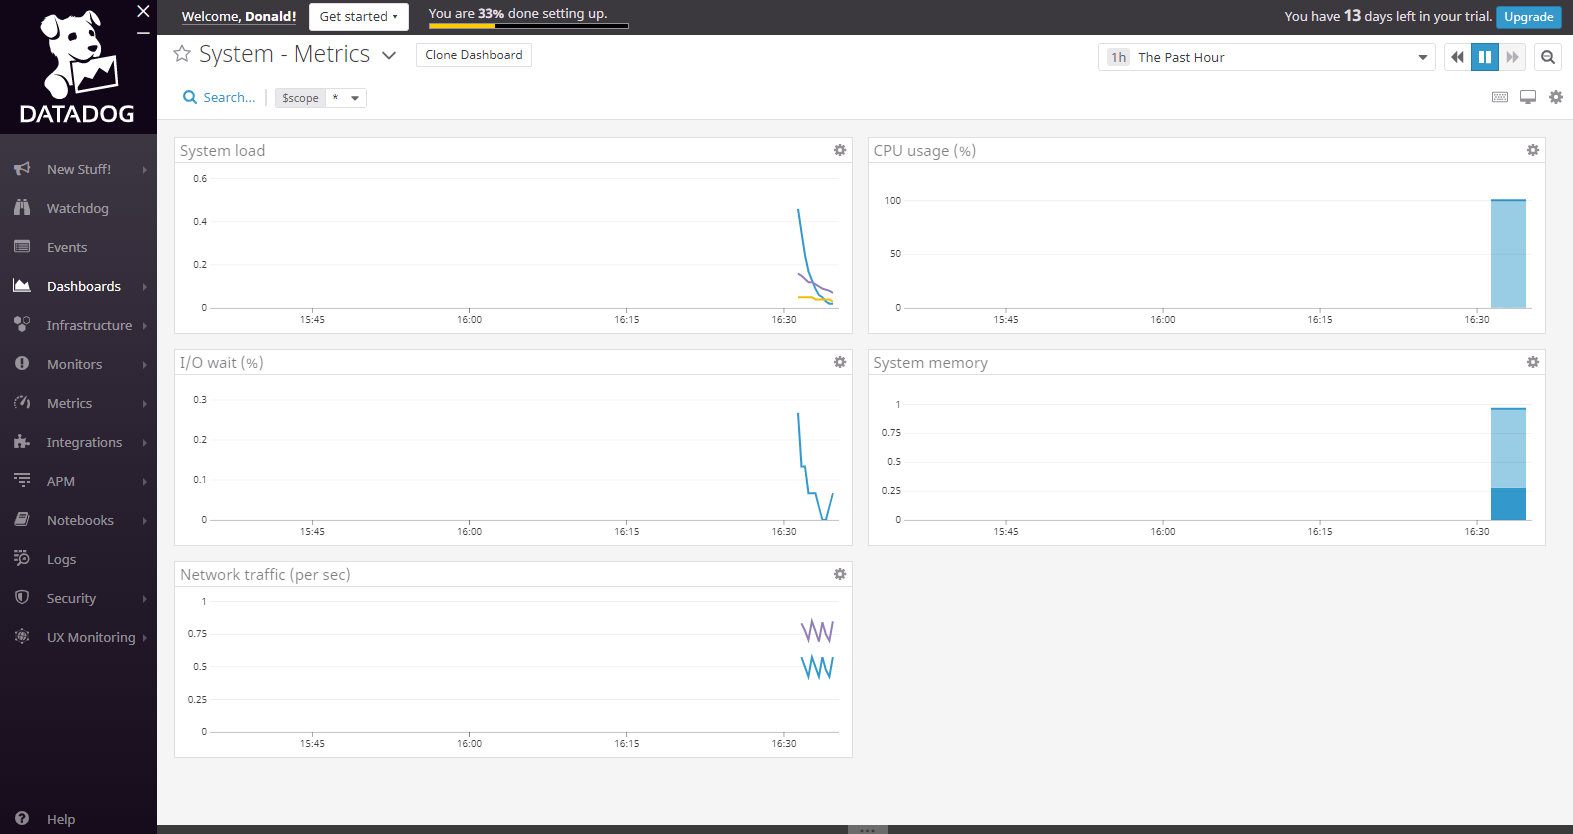 DATADOG
New Stuff!
Watchdog
Events
Dashboards
Infrastructure
Monitors
Metrics
Integrations
APM
Notebooks
Logs
Security
UX Monitoring
Help
Welcome, Donald!
Get started
You are 33% done setting up.
You have 13 days left in your trial.
Upgrade
System - Metrics
Clone Dashboard
1h The Past Hour
Search...
$scope *
System load
0.6
0.4
0.2
0
15:45 16:00 16:15 16:30
CPU usage (%)
100
50
0
15:45 16:00 16:15 16:30
I/O wait (%)
0.3
0.2
0.1
0
15:45 16:00 16:15 16:30
System memory
1
0.75
0.5
0.25
0
15:45 16:00 16:15 16:30
Network traffic (per sec)
1
0.75
0.5
0.25
0
15:45 16:00 16:15 16:30